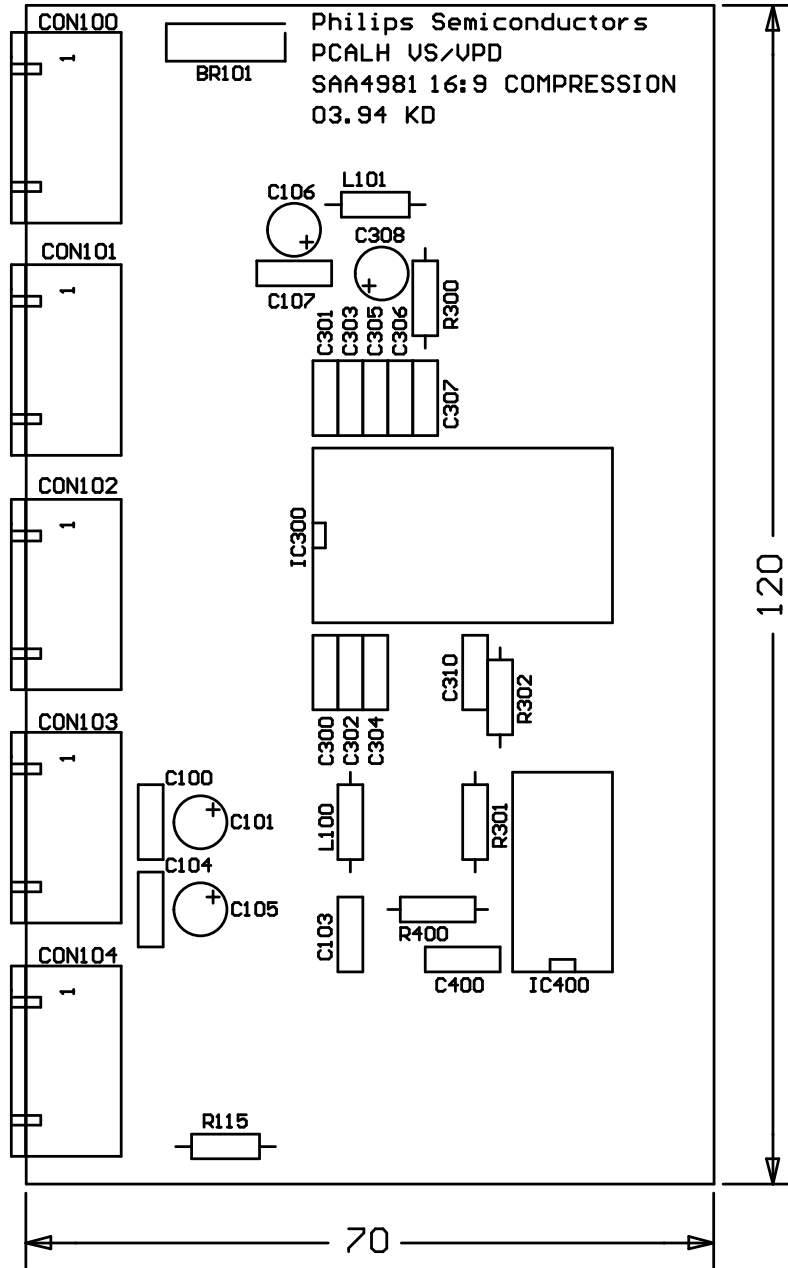 CON100
1
BR101
Philips Semiconductors
PCALH VS/VPD
SAA4981 16:9 COMPRESSION
03.94 KD
L101
C106
C308
CON101
1
C107
R300
C301
C303
C305
C306
C307
CON102
1
IC300
120
C310
R302
C300
C302
C304
CON103
1
C100
C101
L100
R301
C104
C105
C103
R400
C400
IC400
CON104
1
R115
70